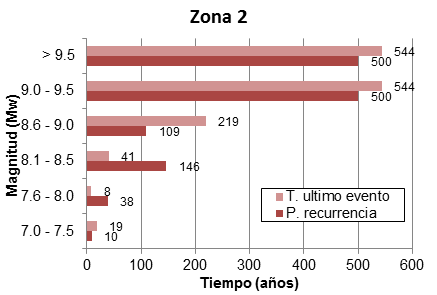 Zona 2
Magnitud (Mw)
> 9.5
544
500
9.0 - 9.5
544
500
8.6 - 9.0
219
109
8.1 - 8.5
41
146
7.6 - 8.0
8
38
7.0 - 7.5
19
10
T. ultimo evento
P. recurrencia
0 100 200 300 400 500 600
Tiempo (años)